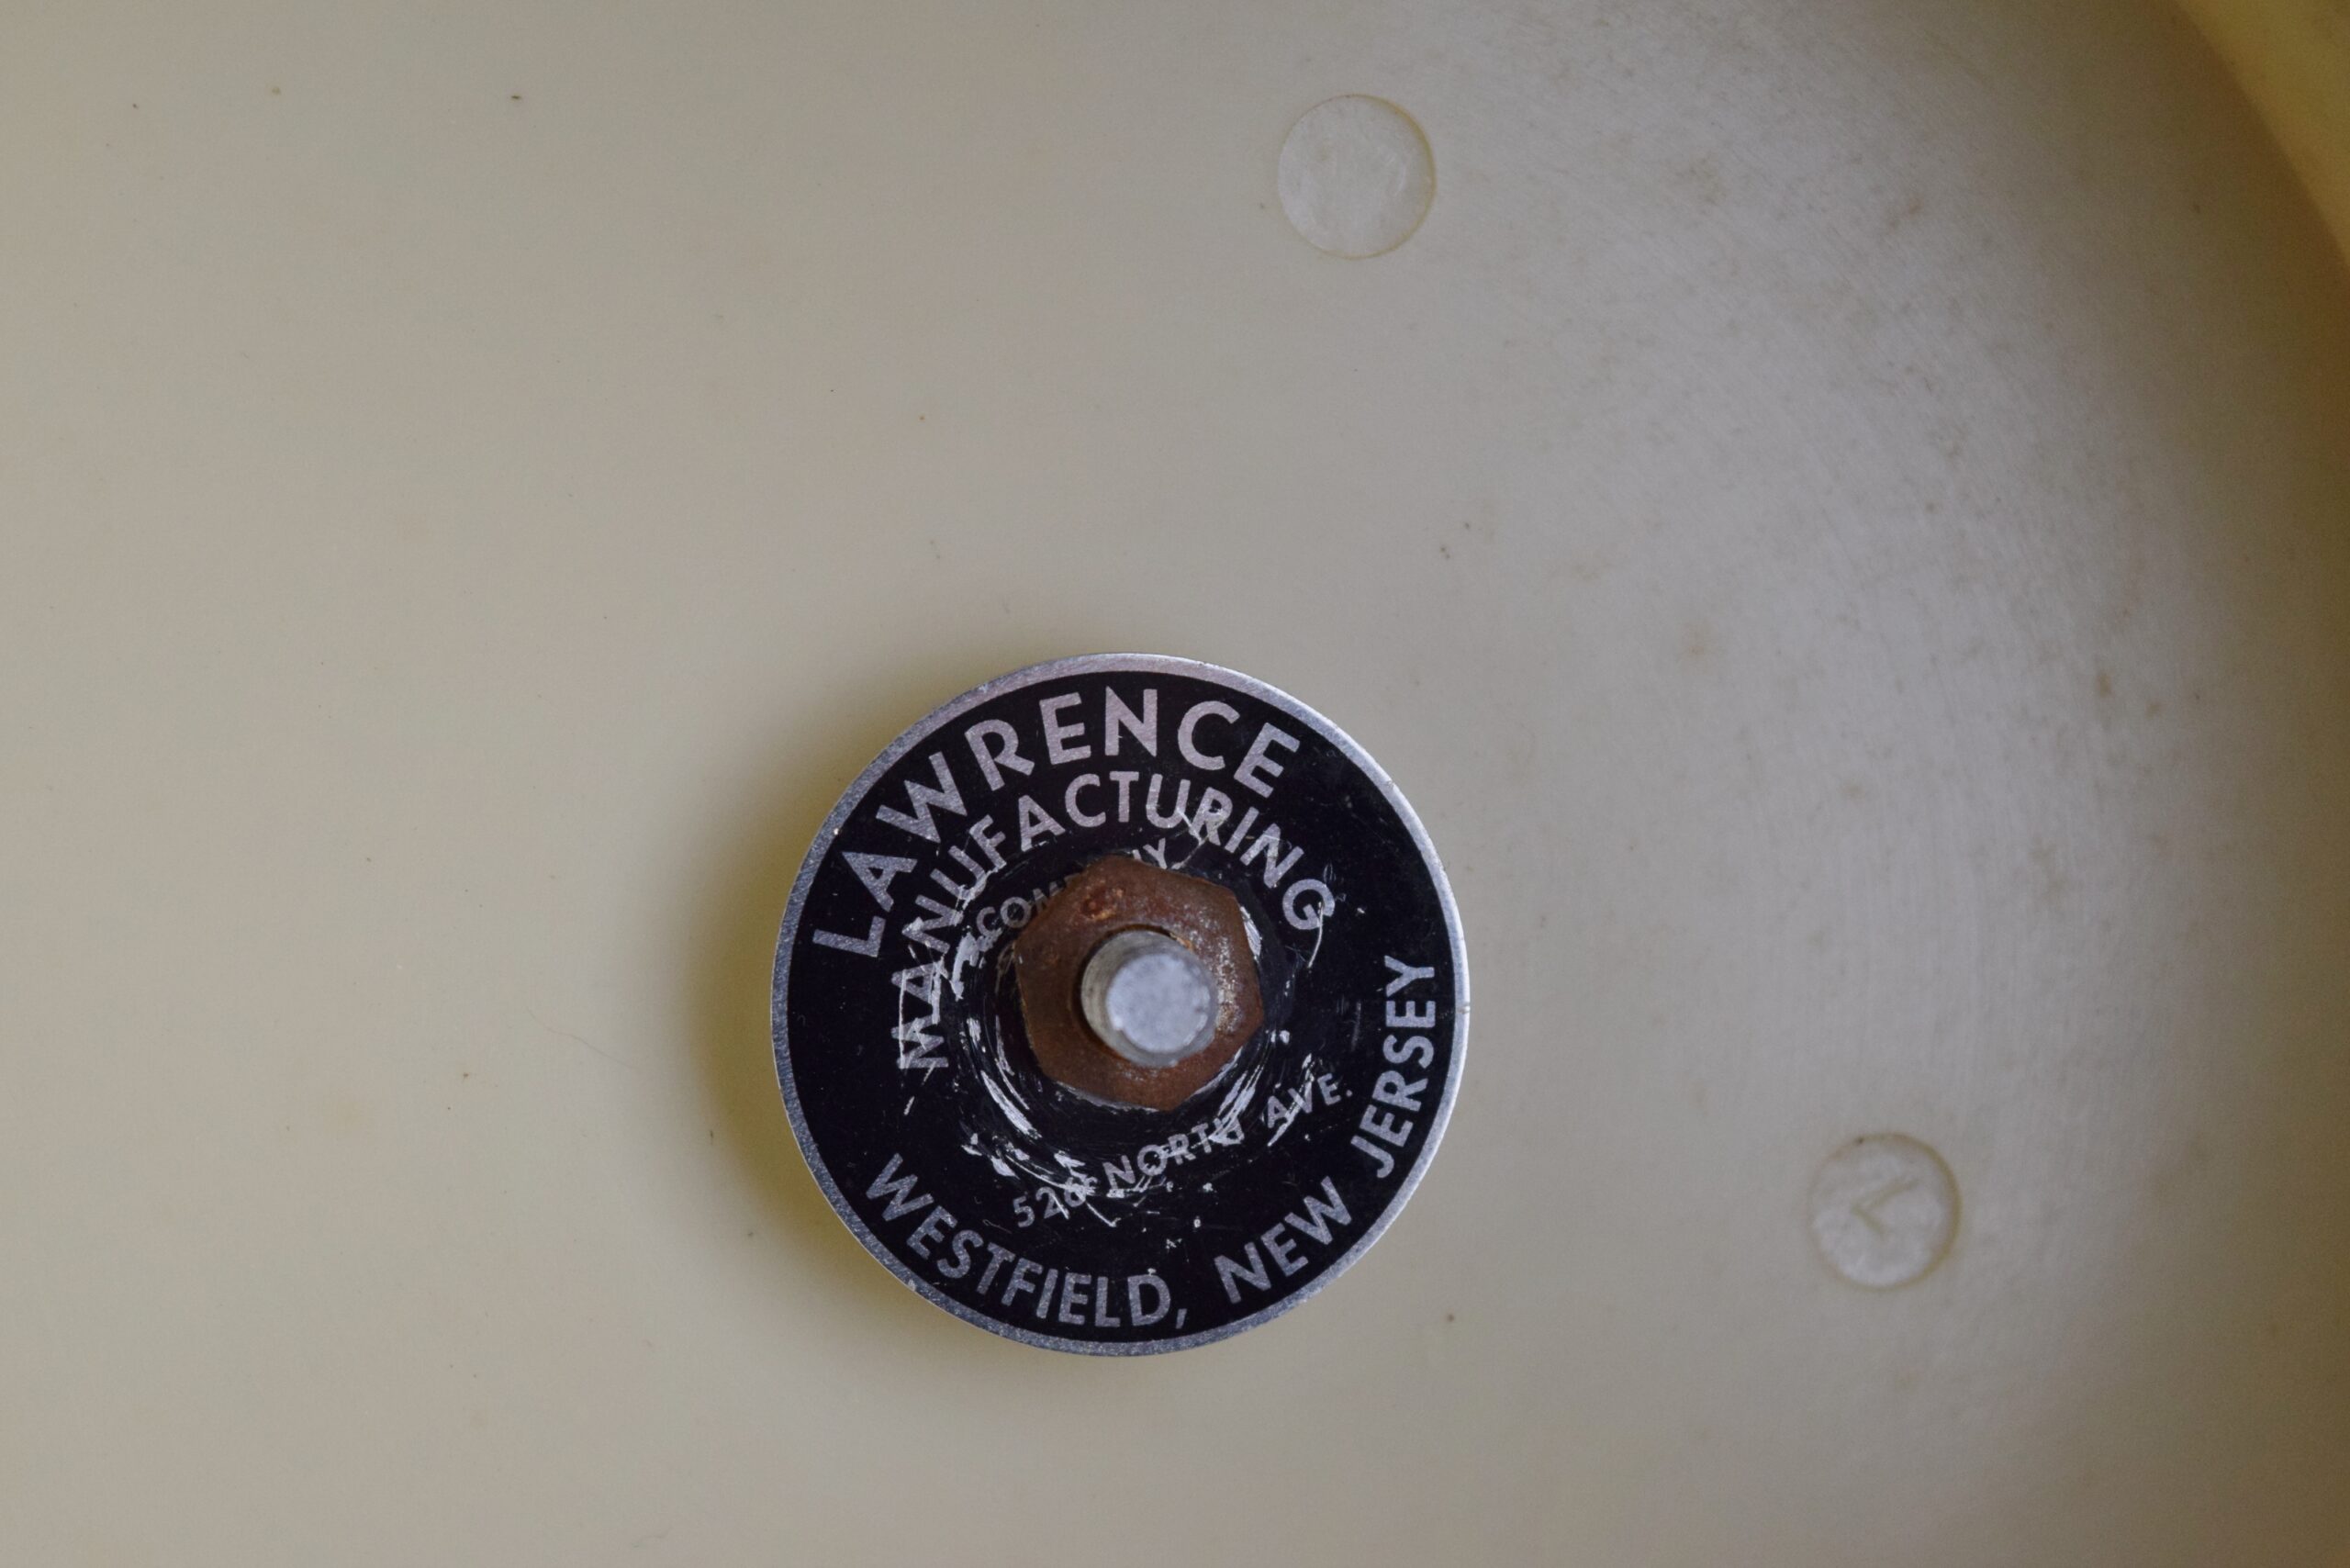 LAWRENCE
MANUFACTURING
NORTH AVE.
WESTFIELD, NEW JERSEY